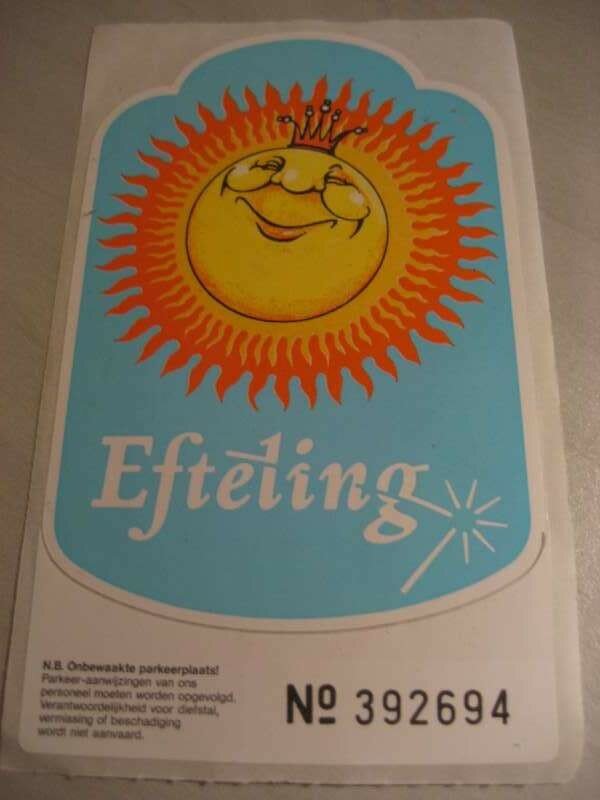 Efteling
N.B. Onbewaakte parkeerplaats!
Parkeer-aanwijzingen van ons
personeel moeten worden opgevolgd.
Verantwoordelijkheid voor diefstal,
vermissing of beschadiging
wordt niet aanvaard.
Nº 392694